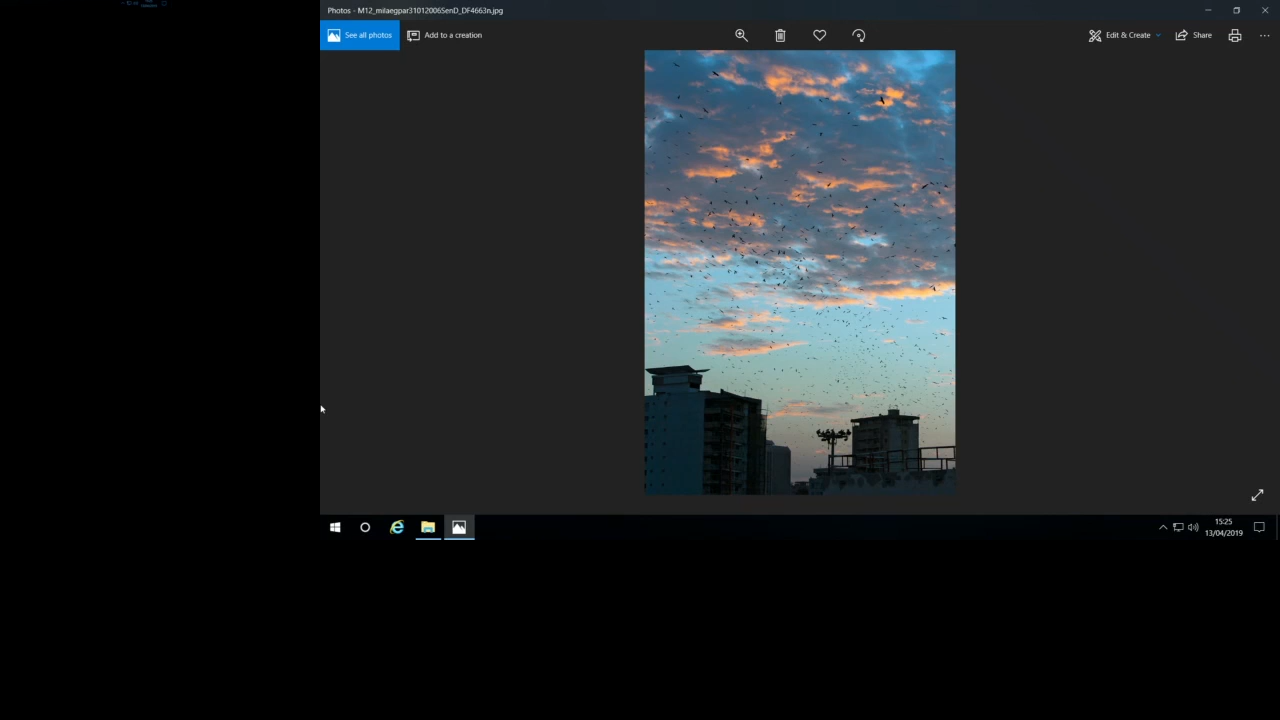 Photos - M12_milaegpar31012006SenD_DF4663n.jpg
See all photos
Add to a creation
Edit & Create
Share
15:25
13/04/2019